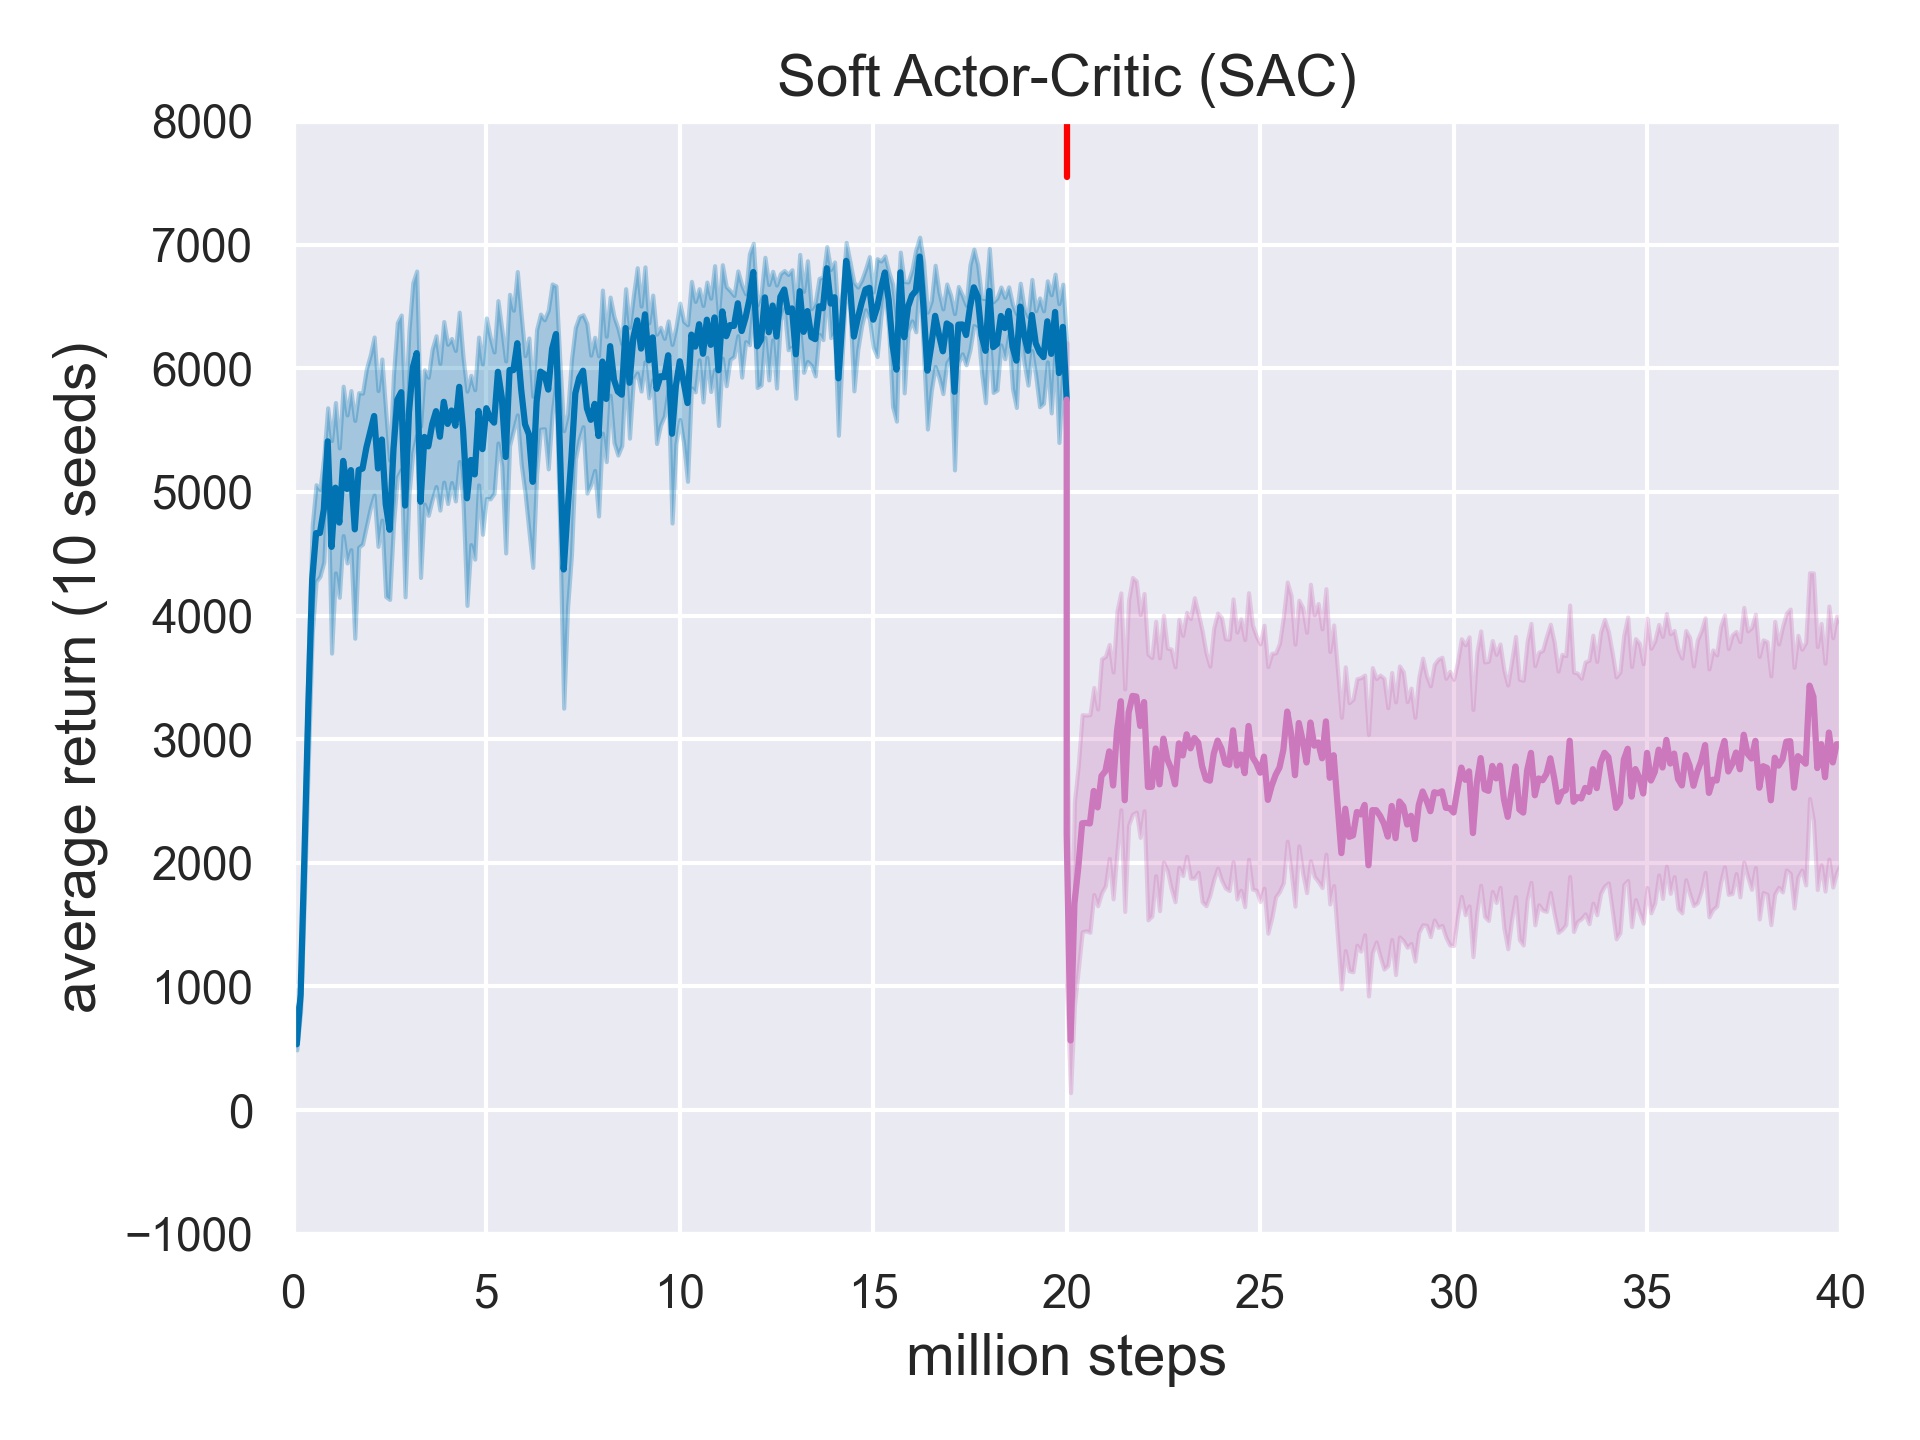 Soft Actor-Critic (SAC)
8000
7000
6000
5000
4000
3000
2000
1000
0
−1000
average return (10 seeds)
0 5 10 15 20 25 30 35 40
million steps